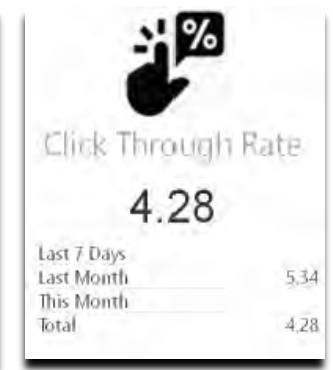 %
Click Through Rate
4.28
Last 7 Days
Last Month 5.34
This Month
Total 4.28